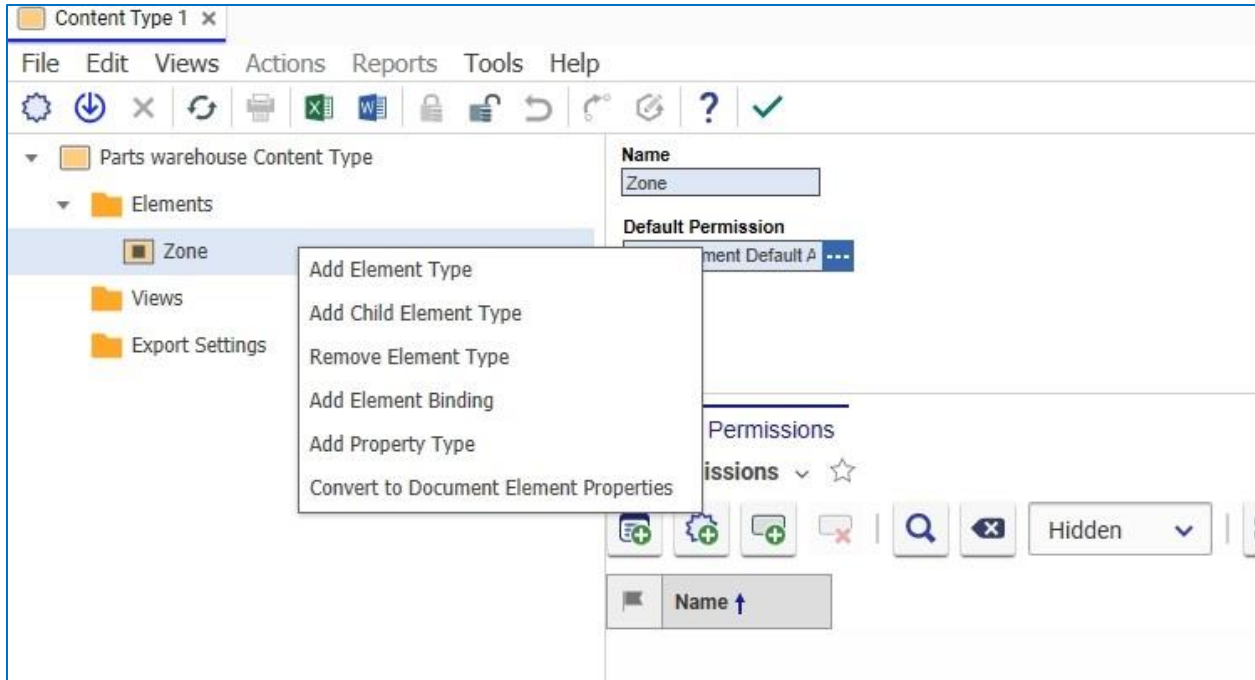 Content Type 1
File Edit Views Actions Reports Tools Help
Parts warehouse Content Type
Elements
Zone
Views
Export Settings
Add Element Type
Add Child Element Type
Remove Element Type
Add Element Binding
Add Property Type
Convert to Document Element Properties
Name
Zone
Default Permission
ment Default A
Permissions
issions
Hidden
Name